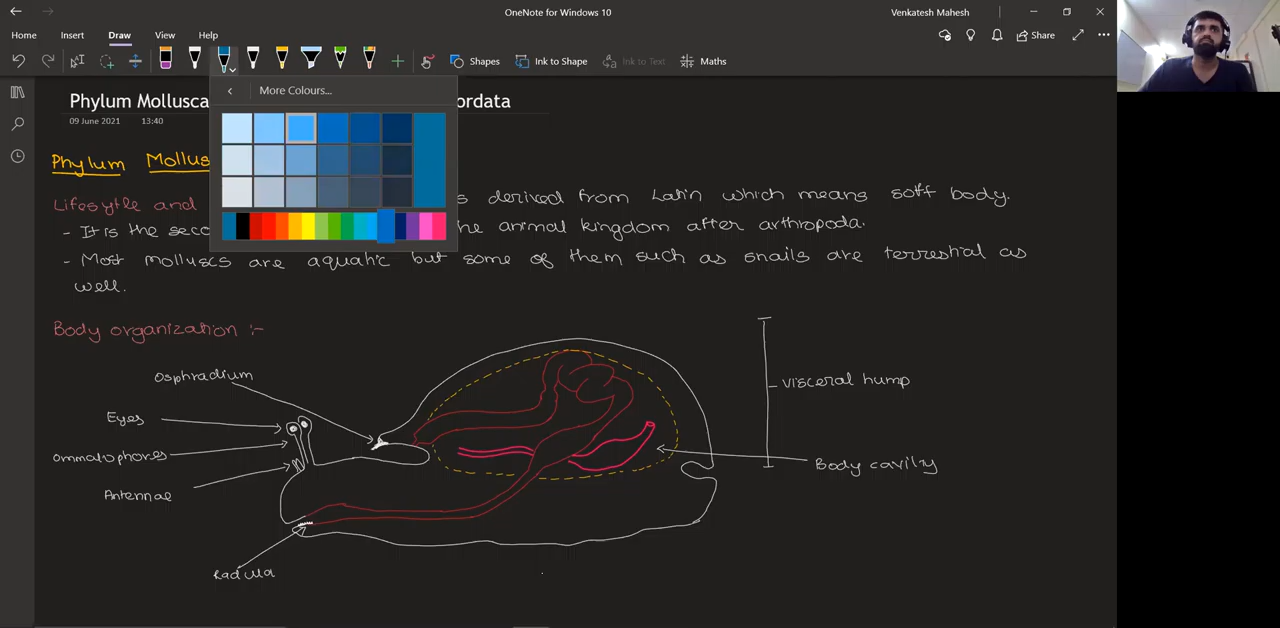 OneNote for Windows 10
Venkatesh Mahesh
Home Insert Draw View Help
Share
Shapes Ink to Shape Ink to Text Maths
More Colours...
Phylum Mollusca ordata
09 June 2021 13:40
Phylum Mollus
Lifesytle and s derived from Latin which means soft body.
- It is the seco he animal kingdom after arthropoda.
- Most molluscs are aquatic but some of them such as snails are terrestial as
well.
Body organization :-
Osphradium
Eyes
Ommatophores
Antennae
Radula
visceral hump
Body cavity